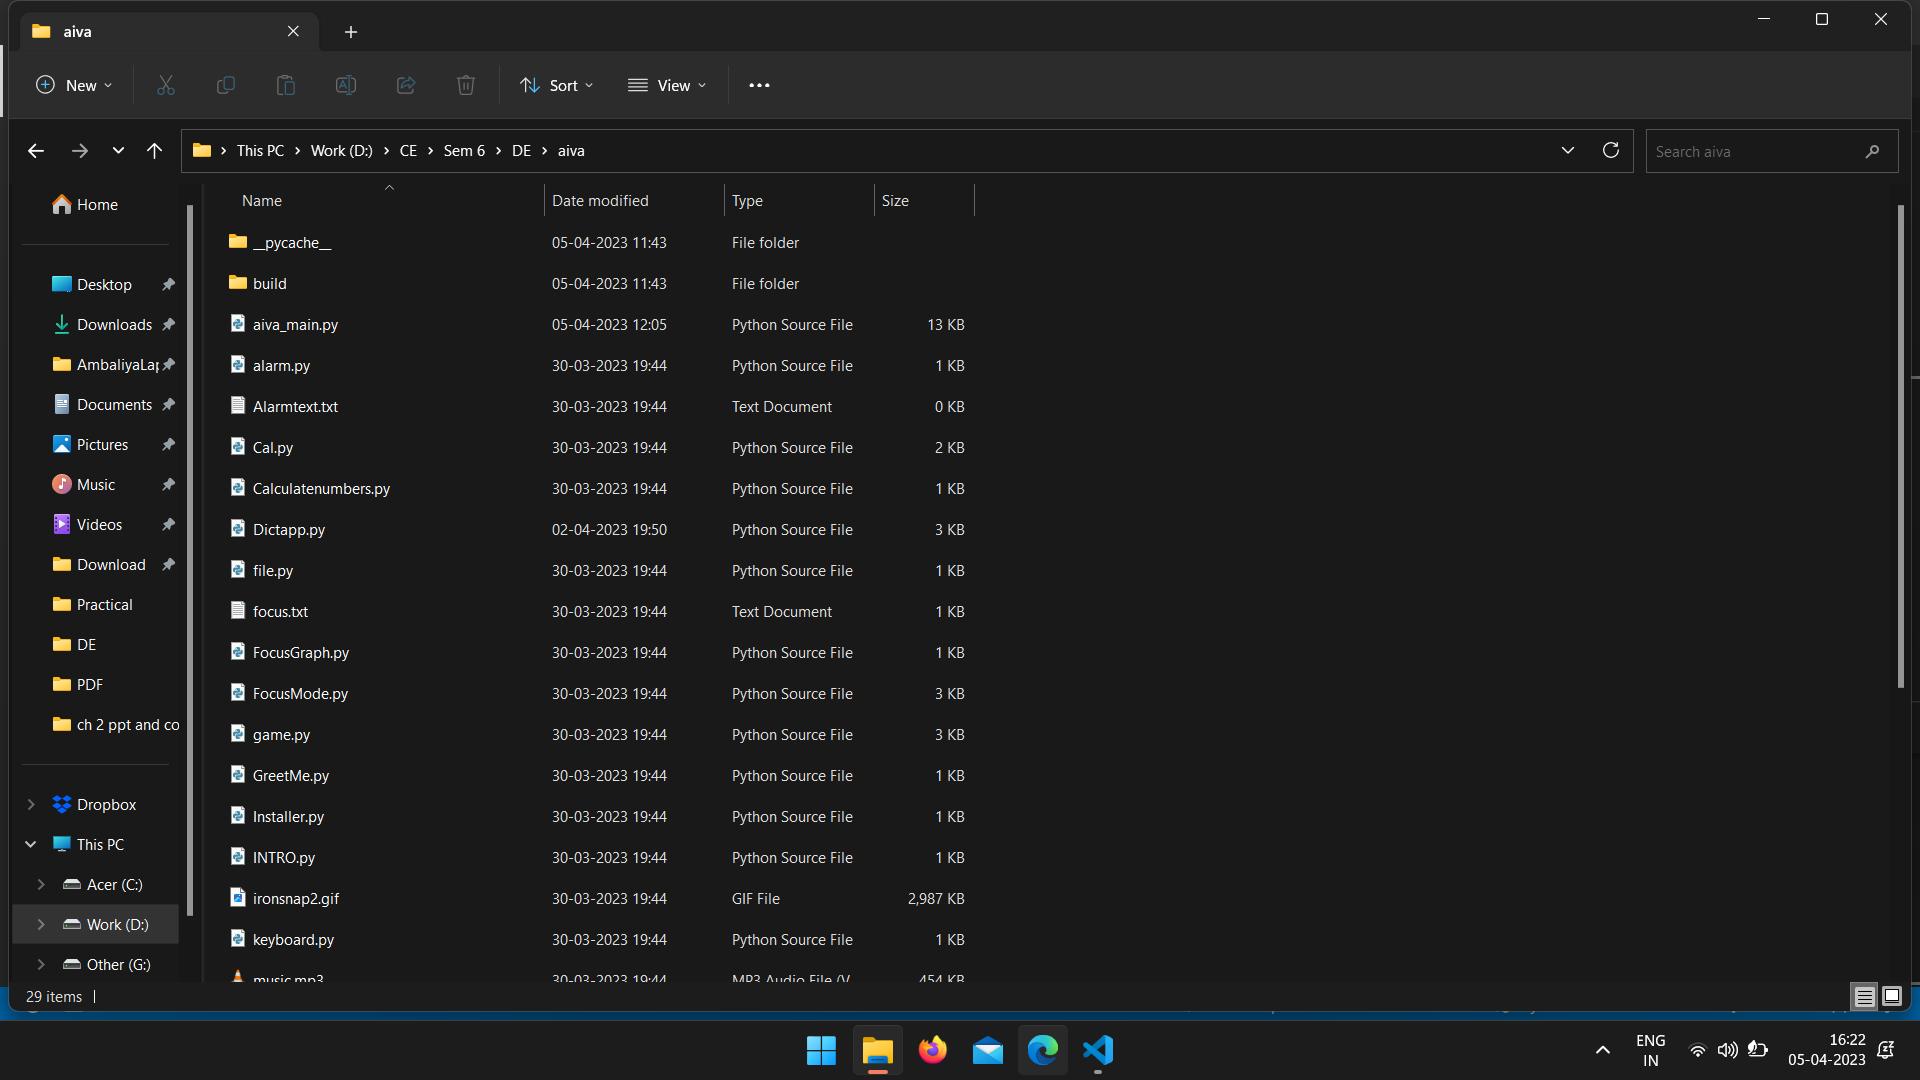 aiva
New
Sort
View
This PC
Work (D:)
CE
Sem 6
DE
aiva
Search aiva
Home
Desktop
Downloads
AmbaliyaLap
Documents
Pictures
Music
Videos
Download
Practical
DE
PDF
ch 2 ppt and co
Dropbox
This PC
Acer (C:)
Work (D:)
Other (G:)
Name Date modified Type Size
__pycache__ 05-04-2023 11:43 File folder
build 05-04-2023 11:43 File folder
aiva_main.py 05-04-2023 12:05 Python Source File 13 KB
alarm.py 30-03-2023 19:44 Python Source File 1 KB
Alarmtext.txt 30-03-2023 19:44 Text Document 0 KB
Cal.py 30-03-2023 19:44 Python Source File 2 KB
Calculatenumbers.py 30-03-2023 19:44 Python Source File 1 KB
Dictapp.py 02-04-2023 19:50 Python Source File 3 KB
file.py 30-03-2023 19:44 Python Source File 1 KB
focus.txt 30-03-2023 19:44 Text Document 1 KB
FocusGraph.py 30-03-2023 19:44 Python Source File 1 KB
FocusMode.py 30-03-2023 19:44 Python Source File 3 KB
game.py 30-03-2023 19:44 Python Source File 3 KB
GreetMe.py 30-03-2023 19:44 Python Source File 1 KB
Installer.py 30-03-2023 19:44 Python Source File 1 KB
INTRO.py 30-03-2023 19:44 Python Source File 1 KB
ironsnap2.gif 30-03-2023 19:44 GIF File 2,987 KB
keyboard.py 30-03-2023 19:44 Python Source File 1 KB
music.mp3 30-03-2023 19:44 MP3 Audio File (V 454 KB
29 items
ENG
IN
16:22
05-04-2023